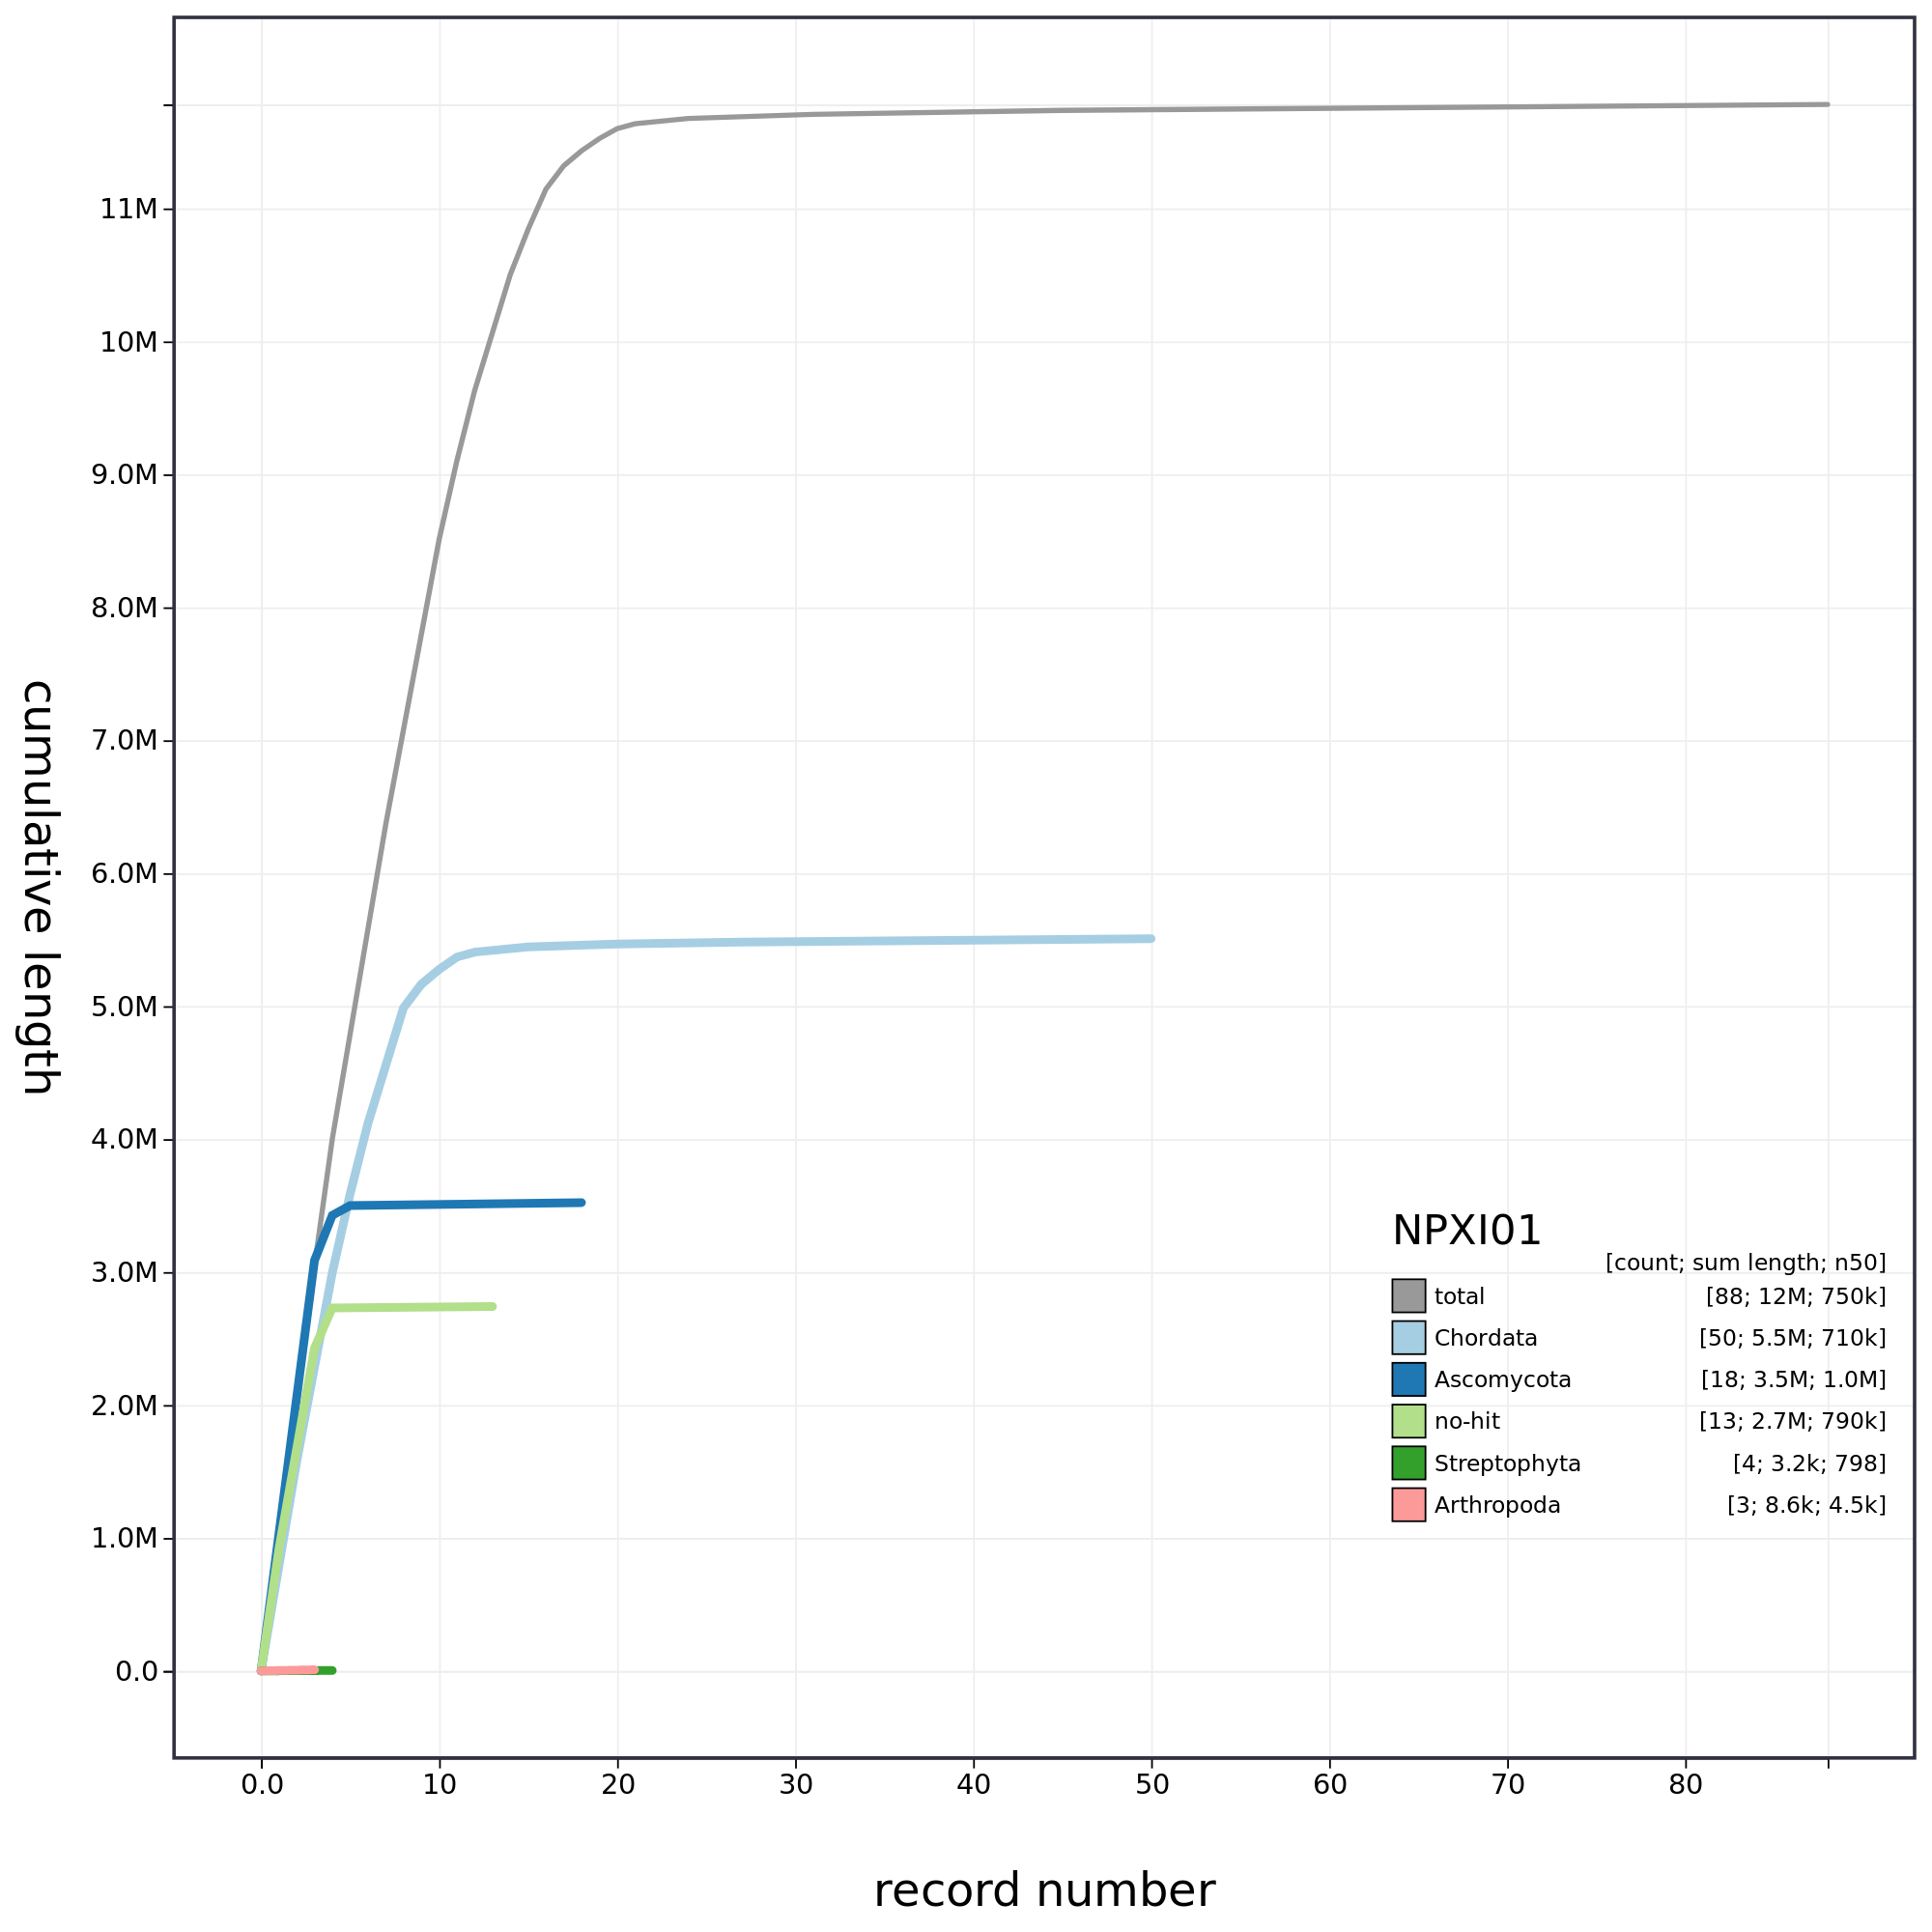 11M
10M
9.0M
8.0M
7.0M
6.0M
5.0M
4.0M
3.0M
2.0M
1.0M
0.0
cumulative length
NPXI01
[count; sum length; n50]
total [88; 12M; 750k]
Chordata [50; 5.5M; 710k]
Ascomycota [18; 3.5M; 1.0M]
no-hit [13; 2.7M; 790k]
Streptophyta [4; 3.2k; 798]
Arthropoda [3; 8.6k; 4.5k]
0.0 10 20 30 40 50 60 70 80
record number